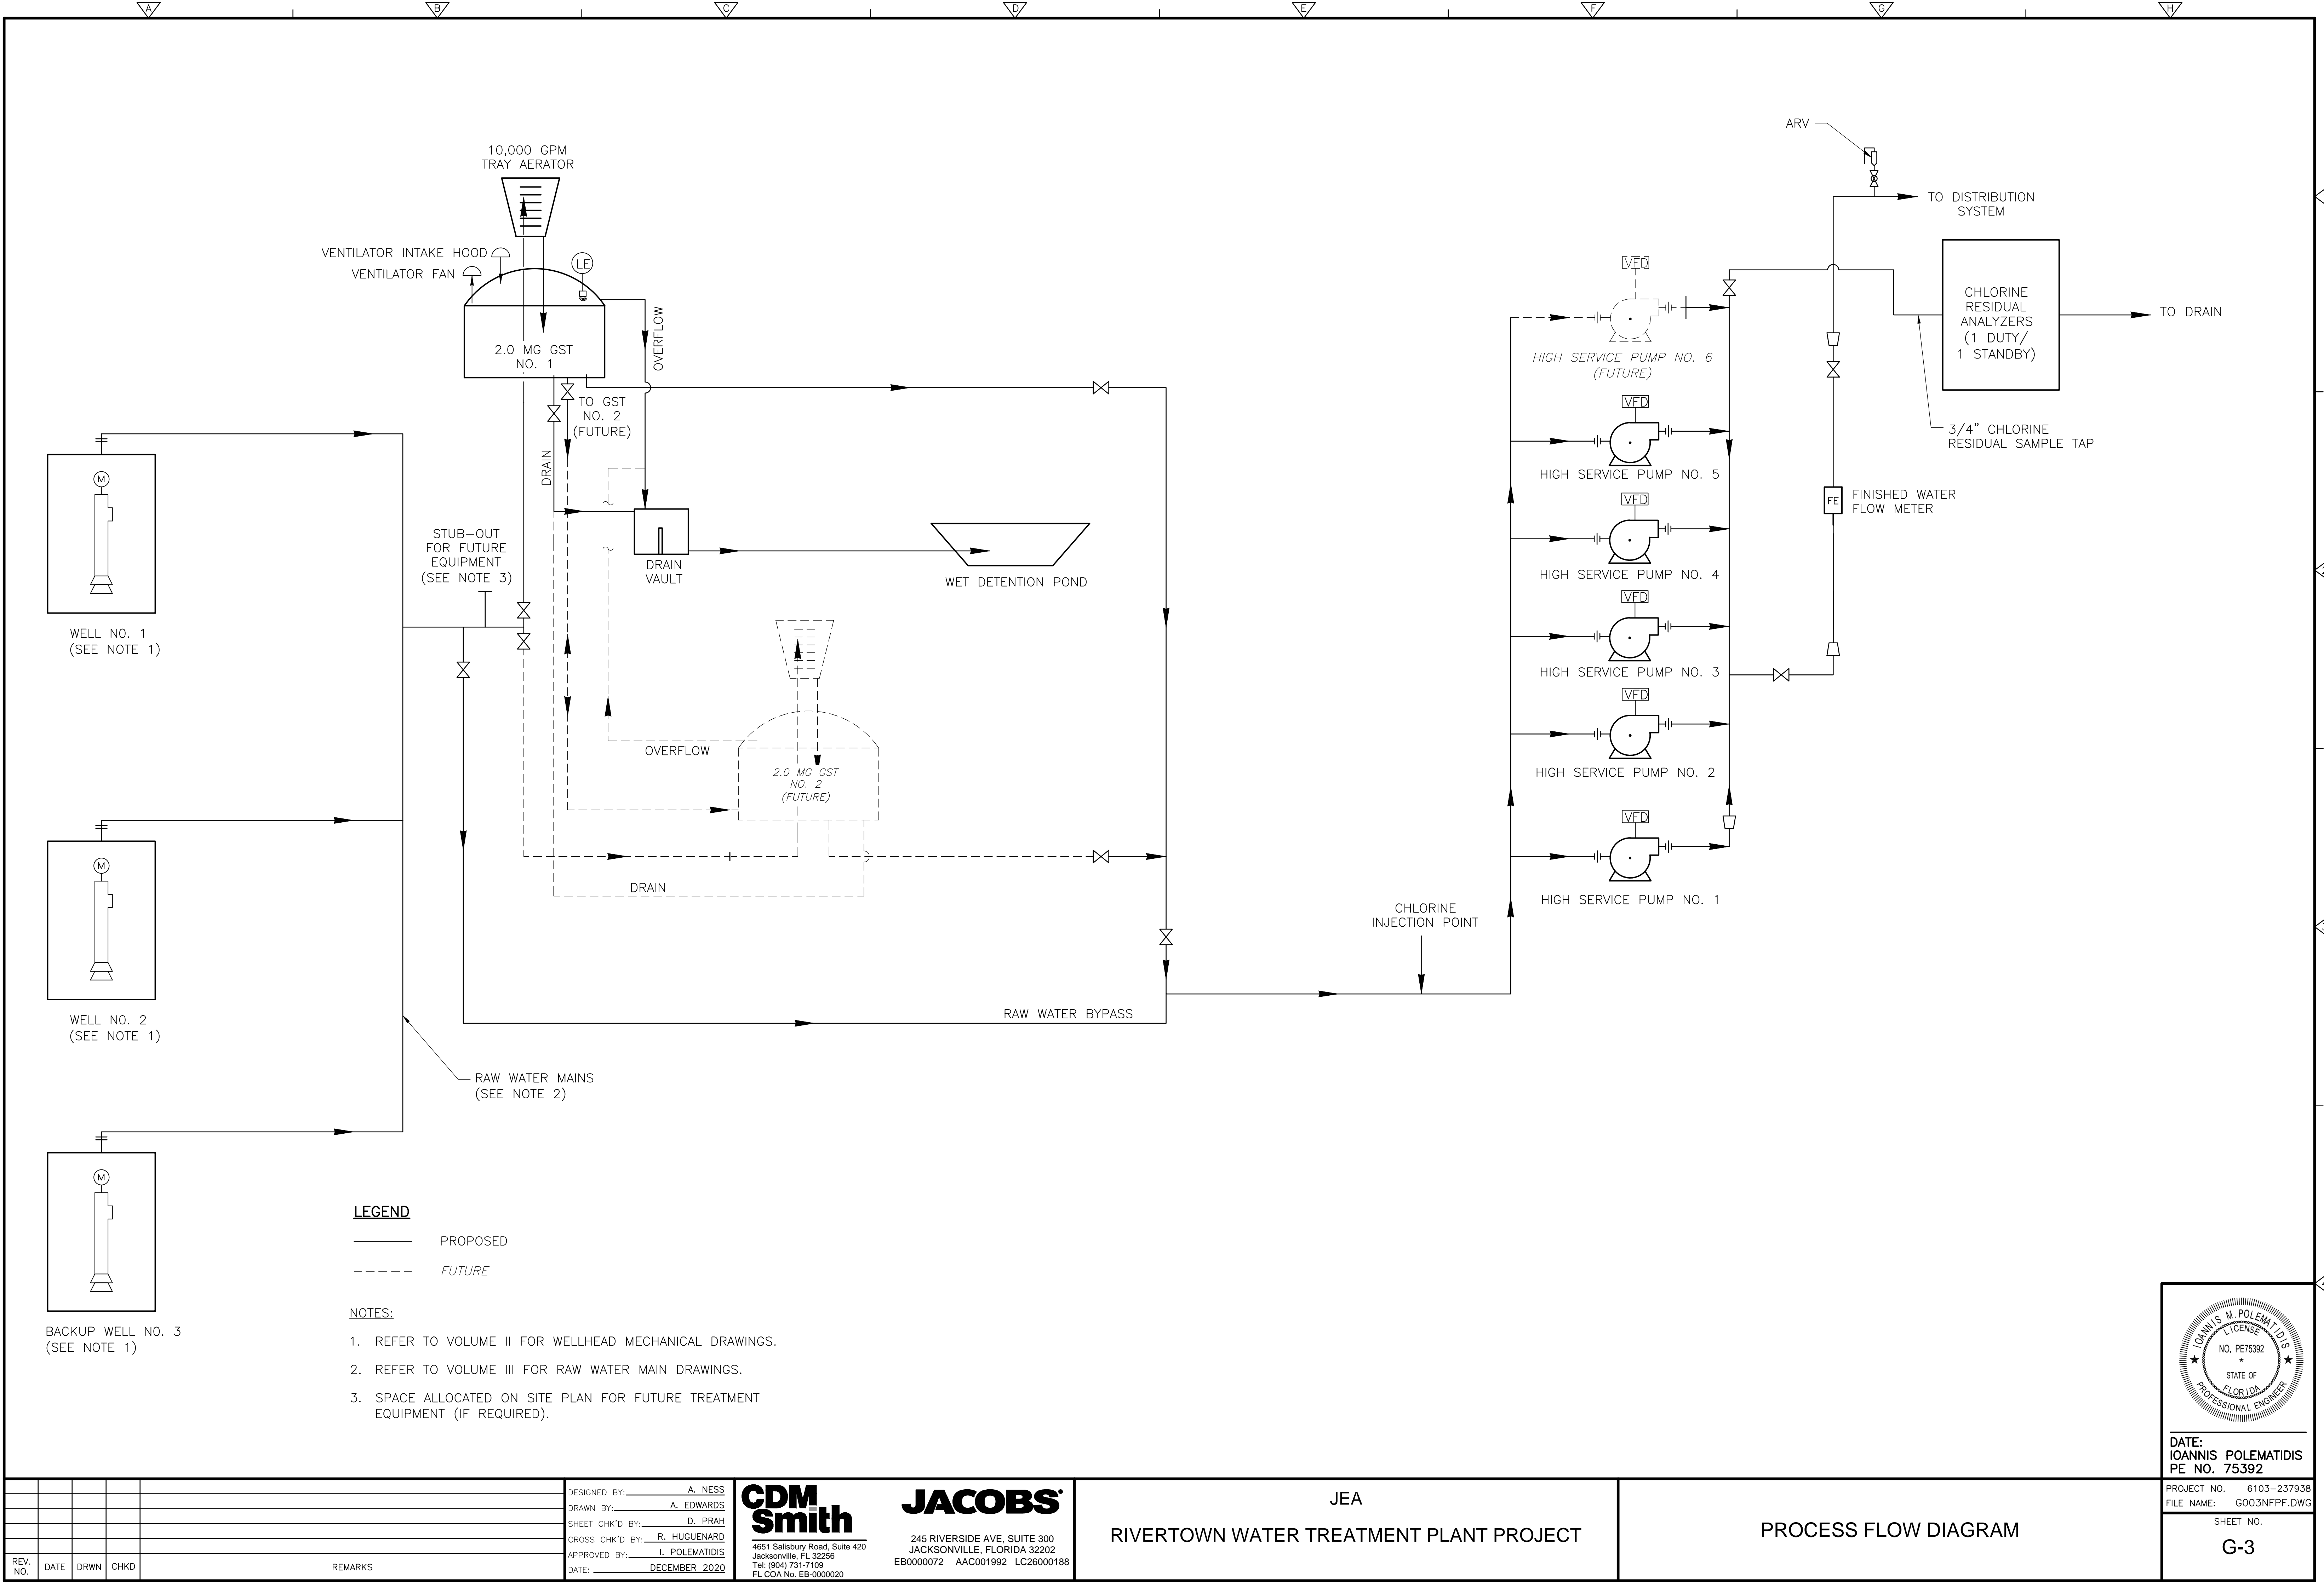 A
B
C
D
E
F
G
H
10,000 GPM
TRAY AERATOR
VENTILATOR INTAKE HOOD
VENTILATOR FAN
LE
2.0 MG GST
NO. 1
OVERFLOW
TO GST
NO. 2
(FUTURE)
DRAIN
DRAIN
VAULT
WET DETENTION POND
M
WELL NO. 1
(SEE NOTE 1)
STUB-OUT
FOR FUTURE
EQUIPMENT
(SEE NOTE 3)
OVERFLOW
2.0 MG GST
NO. 2
(FUTURE)
DRAIN
M
WELL NO. 2
(SEE NOTE 1)
RAW WATER BYPASS
RAW WATER MAINS
(SEE NOTE 2)
M
BACKUP WELL NO. 3
(SEE NOTE 1)
CHLORINE
INJECTION POINT
VFD
HIGH SERVICE PUMP NO. 6
(FUTURE)
VFD
HIGH SERVICE PUMP NO. 5
VFD
HIGH SERVICE PUMP NO. 4
VFD
HIGH SERVICE PUMP NO. 3
VFD
HIGH SERVICE PUMP NO. 2
VFD
HIGH SERVICE PUMP NO. 1
ARV
TO DISTRIBUTION
SYSTEM
CHLORINE
RESIDUAL
ANALYZERS
(1 DUTY/
1 STANDBY)
TO DRAIN
3/4" CHLORINE
RESIDUAL SAMPLE TAP
FE
FINISHED WATER
FLOW METER
LEGEND
PROPOSED
FUTURE
NOTES:
1. REFER TO VOLUME II FOR WELLHEAD MECHANICAL DRAWINGS.
2. REFER TO VOLUME III FOR RAW WATER MAIN DRAWINGS.
3. SPACE ALLOCATED ON SITE PLAN FOR FUTURE TREATMENT
EQUIPMENT (IF REQUIRED).
IOANNIS M. POLEMATIDIS
LICENSE
NO. PE75392
STATE OF
FLORIDA
PROFESSIONAL ENGINEER
DATE:
IOANNIS POLEMATIDIS
PE NO. 75392
REV. NO. DATE DRWN CHKD REMARKS
DESIGNED BY: A. NESS
DRAWN BY: A. EDWARDS
SHEET CHK'D BY: D. PRAH
CROSS CHK'D BY: R. HUGUENARD
APPROVED BY: I. POLEMATIDIS
DATE: DECEMBER 2020
CDM
Smith
4651 Salisbury Road, Suite 420
Jacksonville, FL 32256
Tel: (904) 731-7109
FL COA No. EB-0000020
JACOBS
245 RIVERSIDE AVE, SUITE 300
JACKSONVILLE, FLORIDA 32202
EB0000072 AAC001992 LC26000188
JEA
RIVERTOWN WATER TREATMENT PLANT PROJECT
PROCESS FLOW DIAGRAM
PROJECT NO. 6103-237938
FILE NAME: G003NFPF.DWG
SHEET NO.
G-3